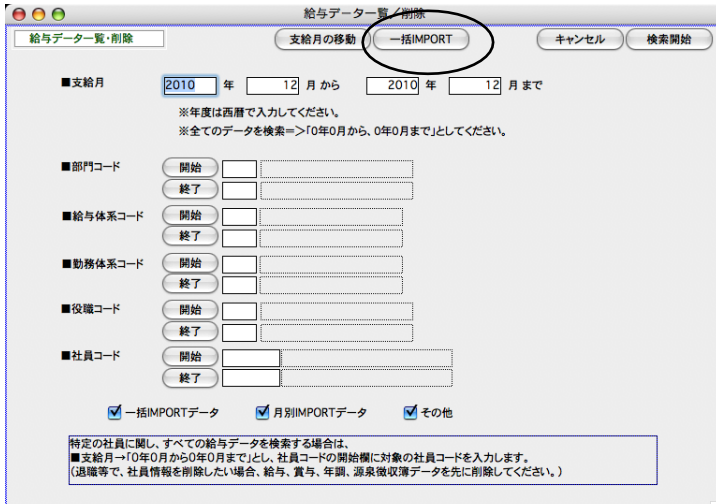 給与データ一覧／削除
給与データ一覧・削除 支給月の移動 一括IMPORT キャンセル 検索開始
■支給月 2010 年 12 月 から 2010 年 12 月 まで
※年度は西暦で入力してください。
※全てのデータを検索＝＞「0年0月から、0年0月まで」としてください。
■部門コード 開始
終了
■給与体系コード 開始
終了
■勤務体系コード 開始
終了
■役職コード 開始
終了
■社員コード 開始
終了
一括IMPORTデータ 月別IMPORTデータ その他
特定の社員に関し、すべての給与データを検索する場合は、
■支給月→「0年0月から0年0月まで」とし、社員コードの開始欄に対象の社員コードを入力します。
（退職等で、社員情報を削除したい場合、給与、賞与、年調、源泉徴収簿データを先に削除してください。）